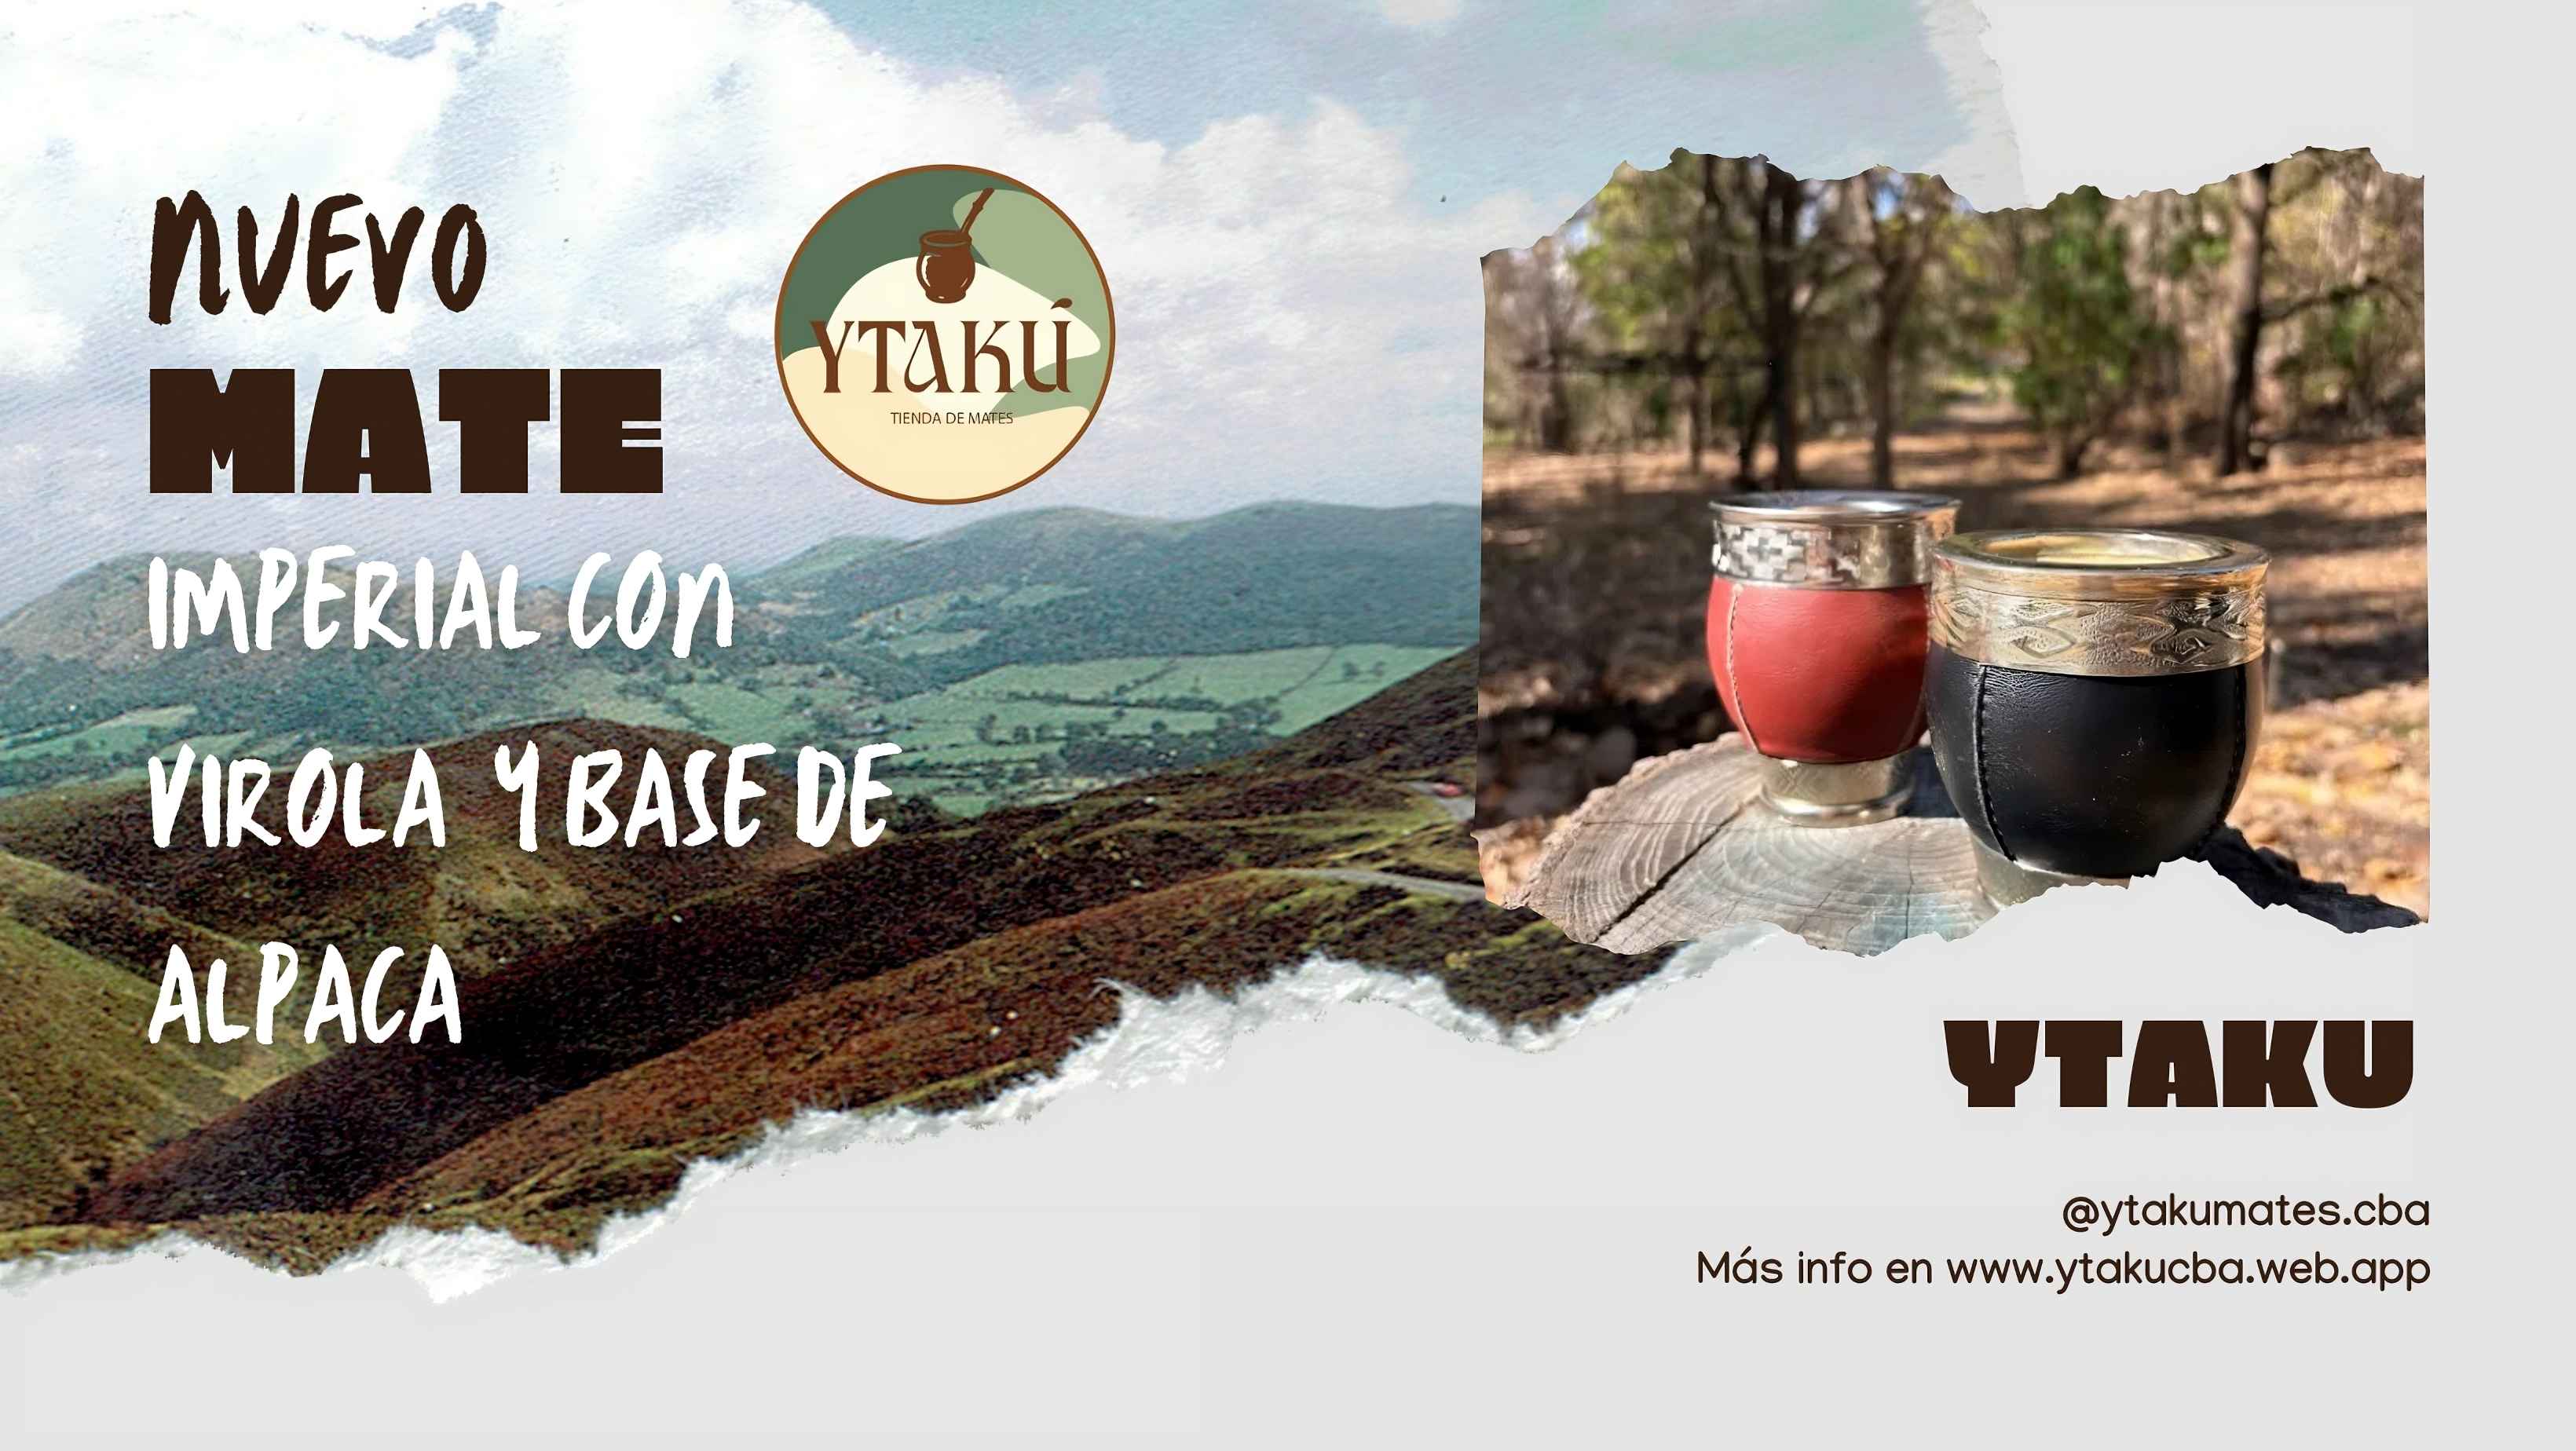 NUEVO
MATE
IMPERIAL CON
VIROLA Y BASE DE
ALPACA
YTAKÚ
TIENDA DE MATES
YTAKU
@ytakumates.cba
Más info en www.ytakucba.web.app